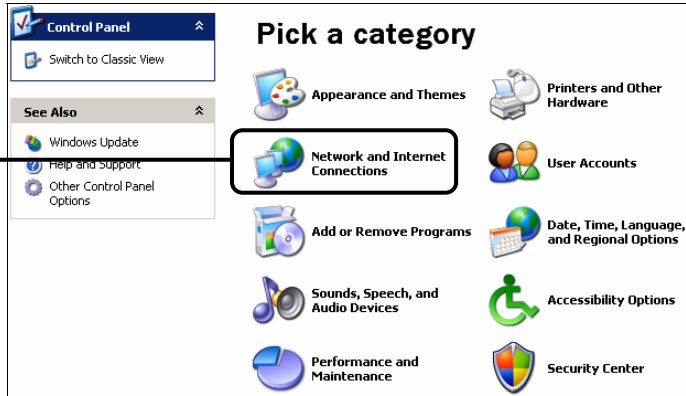 Control Panel
Switch to Classic View
See Also
Windows Update
Help and Support
Other Control Panel
Options
Pick a category
Appearance and Themes
Printers and Other
Hardware
Network and Internet
Connections
User Accounts
Add or Remove Programs
Date, Time, Language,
and Regional Options
Sounds, Speech, and
Audio Devices
Accessibility Options
Performance and
Maintenance
Security Center